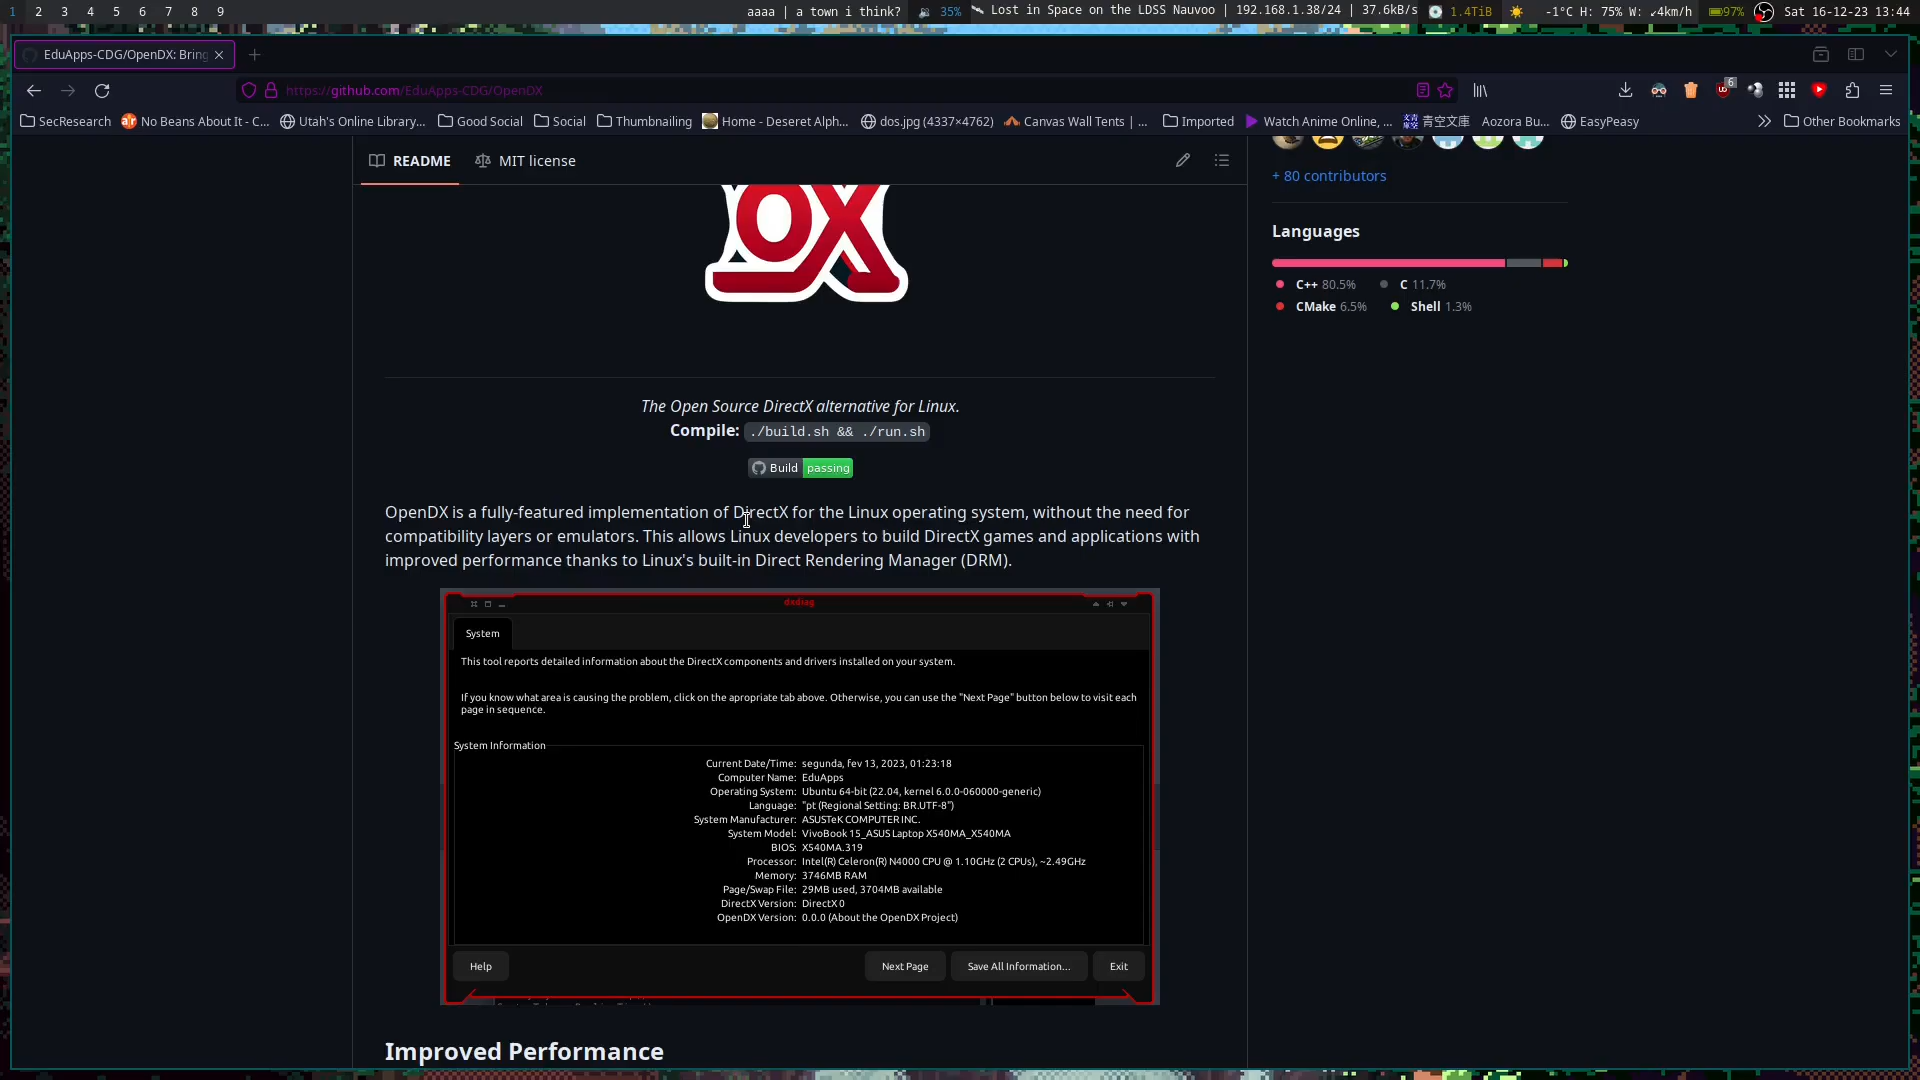 1 2 3 4 5 6 7 8 9
aaaa | a town i think? 35% Lost in Space on the LDSS Nauvoo | 192.168.1.38/24 | 37.6kB/s 1.4TiB -1°C H: 75% W: ↙4km/h 97% Sat 16-12-23 13:44
EduApps-CDG/OpenDX: Bring
https://github.com/EduApps-CDG/OpenDX
6
SecResearch No Beans About It - C... Utah's Online Library... Good Social Social Thumbnailing Home - Deseret Alph... dos.jpg (4337×4762) Canvas Wall Tents | ... Imported Watch Anime Online, ... 青空文庫 Aozora Bu... EasyPeasy Other Bookmarks
README MIT license
OX
The Open Source DirectX alternative for Linux.
Compile: ./build.sh && ./run.sh
Build passing
OpenDX is a fully-featured implementation of DirectX for the Linux operating system, without the need for
compatibility layers or emulators. This allows Linux developers to build DirectX games and applications with
improved performance thanks to Linux's built-in Direct Rendering Manager (DRM).
dxdiag
System
This tool reports detailed information about the DirectX components and drivers installed on your system.
If you know what area is causing the problem, click on the apropriate tab above. Otherwise, you can use the "Next Page" button below to visit each
page in sequence.
System Information
Current Date/Time: segunda, fev 13, 2023, 01:23:18
Computer Name: EduApps
Operating System: Ubuntu 64-bit (22.04, kernel 6.0.0-060000-generic)
Language: "pt (Regional Setting: BR.UTF-8")
System Manufacturer: ASUSTeK COMPUTER INC.
System Model: VivoBook 15_ASUS Laptop X540MA_X540MA
BIOS: X540MA.319
Processor: Intel(R) Celeron(R) N4000 CPU @ 1.10GHz (2 CPUs), ~2.49GHz
Memory: 3746MB RAM
Page/Swap File: 29MB used, 3704MB available
DirectX Version: DirectX 0
OpenDX Version: 0.0.0 (About the OpenDX Project)
Help Next Page Save All Information... Exit
Improved Performance
+ 80 contributors
Languages
C++ 80.5% C 11.7%
CMake 6.5% Shell 1.3%